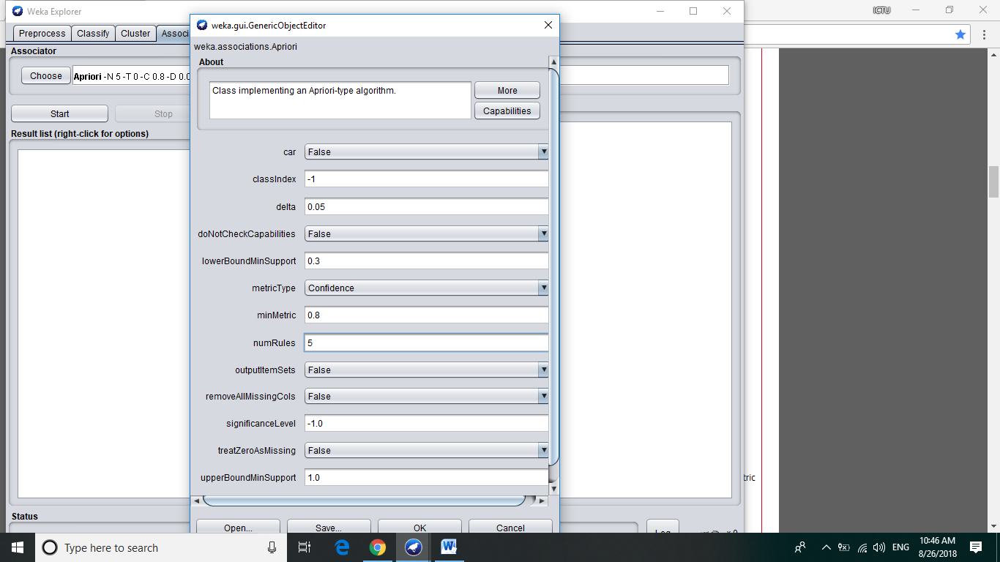 Weka Explorer
ICTU
weka.gui.GenericObjectEditor
Preprocess Classify Cluster Associ
weka.associations.Apriori
Associator
About
Choose Apriori -N 5 -T 0 -C 0.8 -D 0.0
Class implementing an Apriori-type algorithm.
More
Capabilities
Start Stop
Result list (right-click for options)
car False
classIndex -1
delta 0.05
doNotCheckCapabilities False
lowerBoundMinSupport 0.3
metricType Confidence
minMetric 0.8
numRules 5
outputItemSets False
removeAllMissingCols False
significanceLevel -1.0
treatZeroAsMissing False
upperBoundMinSupport 1.0
tric
Status
Open... Save... OK Cancel
Log x 0
Type here to search
ENG
10:46 AM
8/26/2018